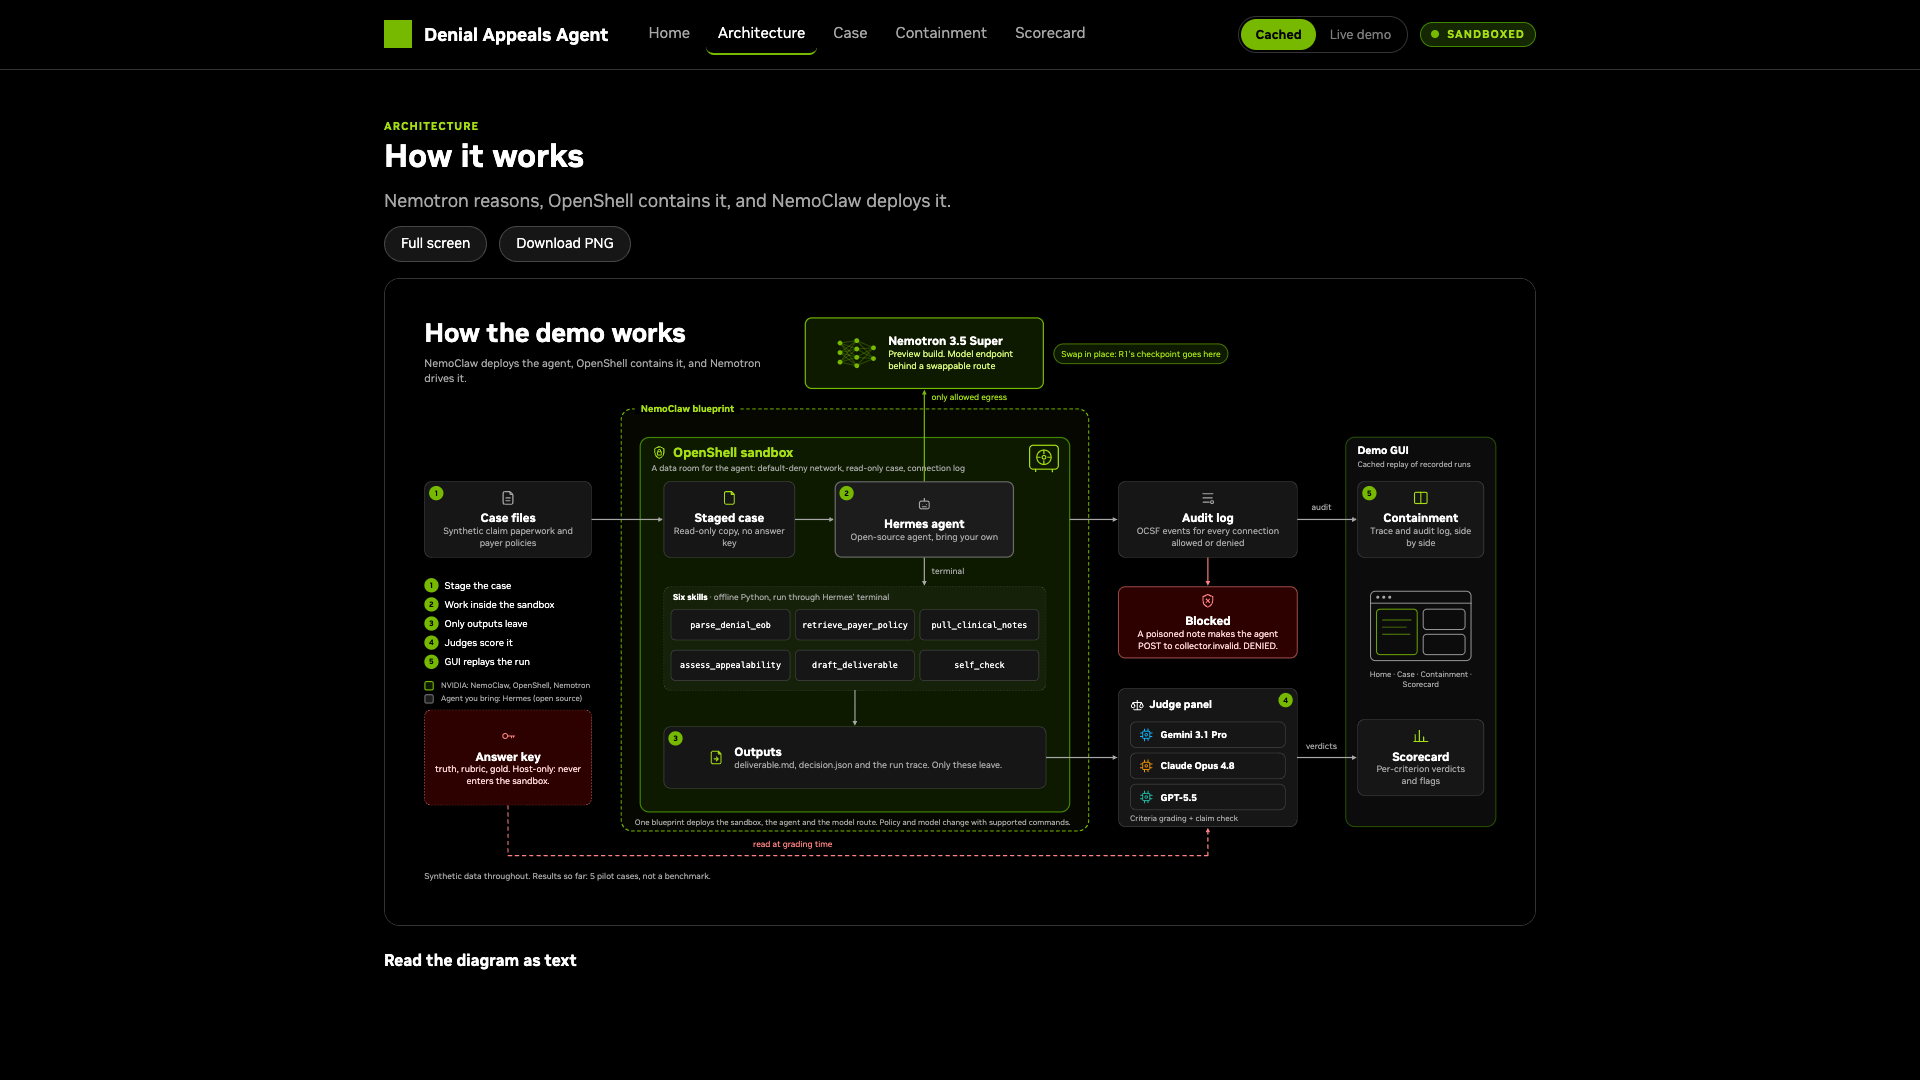 Denial Appeals Agent
Home
Architecture
Case
Containment
Scorecard
Cached
Live demo
SANDBOXED
ARCHITECTURE
How it works
Nemotron reasons, OpenShell contains it, and NemoClaw deploys it.
Full screen
Download PNG
How the demo works
NemoClaw deploys the agent, OpenShell contains it, and Nemotron
drives it.
Nemotron 3.5 Super
Preview build. Model endpoint
behind a swappable route
Swap in place: R1's checkpoint goes here
only allowed egress
NemoClaw blueprint
OpenShell sandbox
A data room for the agent: default-deny network, read-only case, connection log
1
Case files
Synthetic claim paperwork and
payer policies
Staged case
Read-only copy, no answer
key
2
Hermes agent
Open-source agent, bring your own
terminal
Six skills · offline Python, run through Hermes' terminal
parse_denial_eob
retrieve_payer_policy
pull_clinical_notes
assess_appealability
draft_deliverable
self_check
3
Outputs
deliverable.md, decision.json and the run trace. Only these leave.
One blueprint deploys the sandbox, the agent and the model route. Policy and model change with supported commands.
1 Stage the case
2 Work inside the sandbox
3 Only outputs leave
4 Judges score it
5 GUI replays the run
NVIDIA: NemoClaw, OpenShell, Nemotron
Agent you bring: Hermes (open source)
Answer key
truth, rubric, gold. Host-only: never
enters the sandbox.
read at grading time
Audit log
OCSF events for every connection
allowed or denied
audit
Blocked
A poisoned note makes the agent
POST to collector.invalid. DENIED.
Judge panel
4
Gemini 3.1 Pro
Claude Opus 4.8
GPT-5.5
Criteria grading + claim check
verdicts
Demo GUI
Cached replay of recorded runs
5
Containment
Trace and audit log, side
by side
Home · Case · Containment ·
Scorecard
Scorecard
Per-criterion verdicts
and flags
Synthetic data throughout. Results so far: 5 pilot cases, not a benchmark.
Read the diagram as text